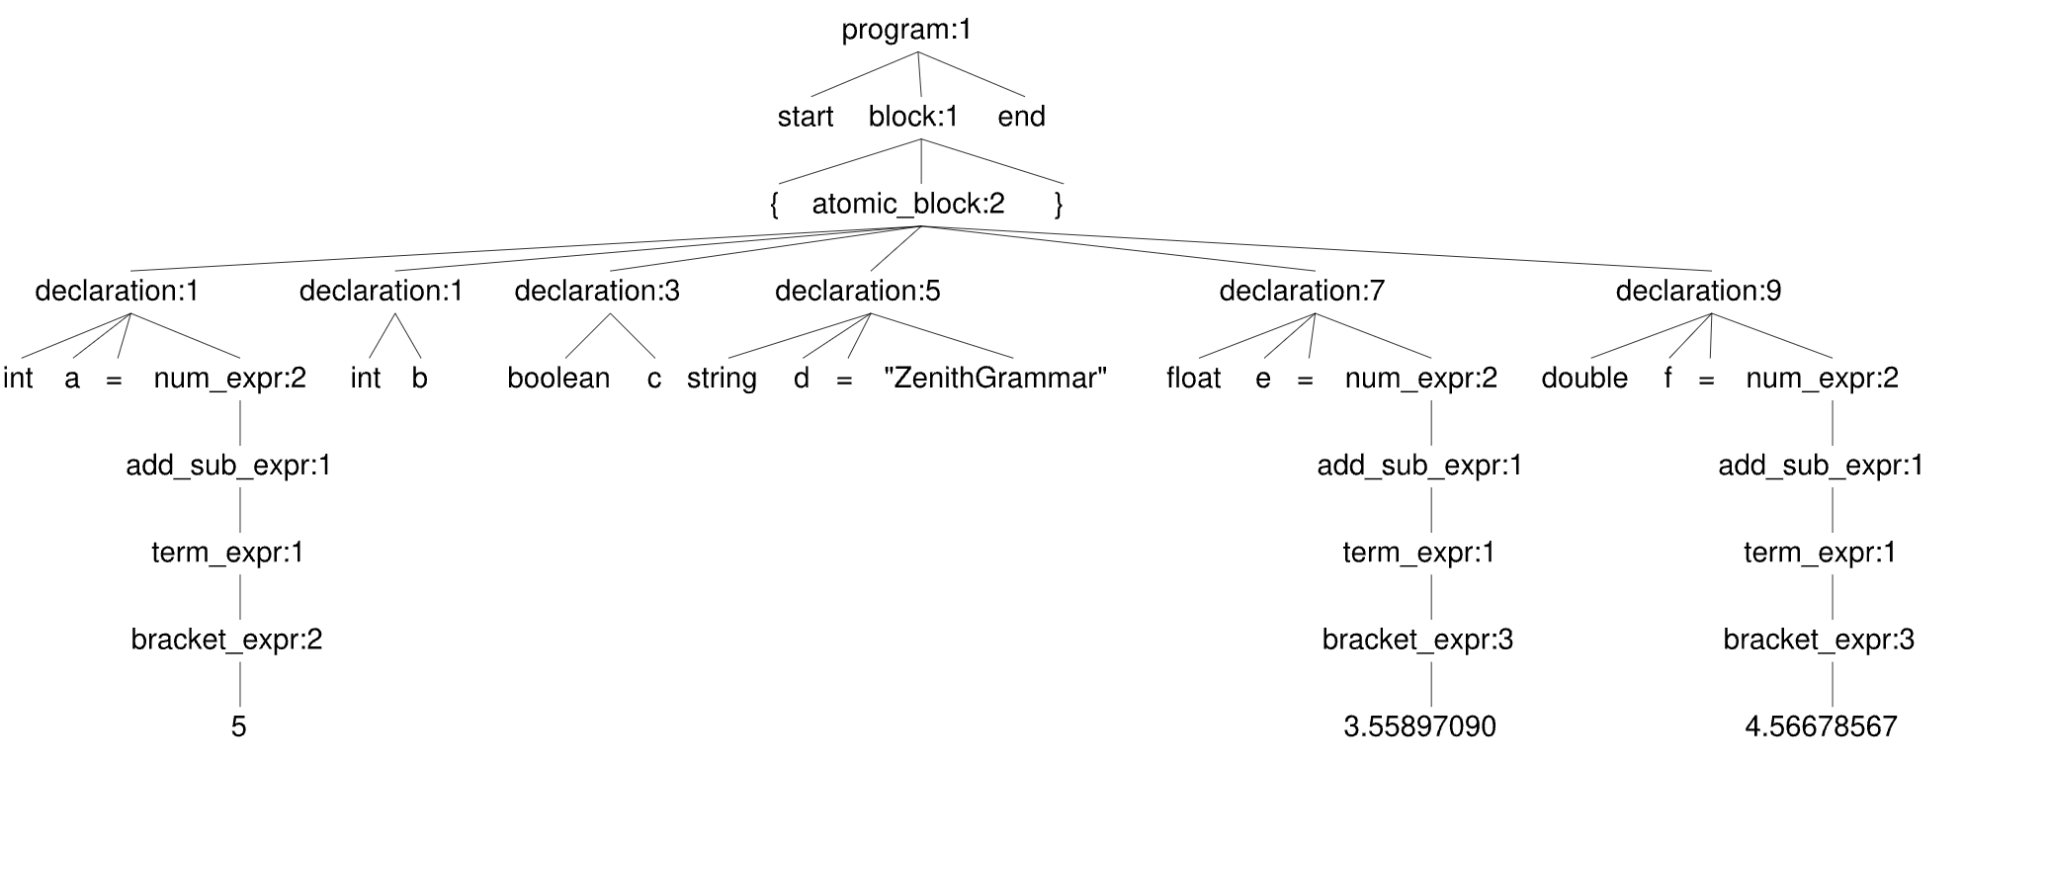 program:1
start block:1 end
{ atomic_block:2 }
declaration:1 declaration:1 declaration:3 declaration:5 declaration:7 declaration:9
int a = num_expr:2 int b boolean c string d = "ZenithGrammar" float e = num_expr:2 double f = num_expr:2
add_sub_expr:1 add_sub_expr:1 add_sub_expr:1
term_expr:1 term_expr:1 term_expr:1
bracket_expr:2 bracket_expr:3 bracket_expr:3
5 3.55897090 4.56678567